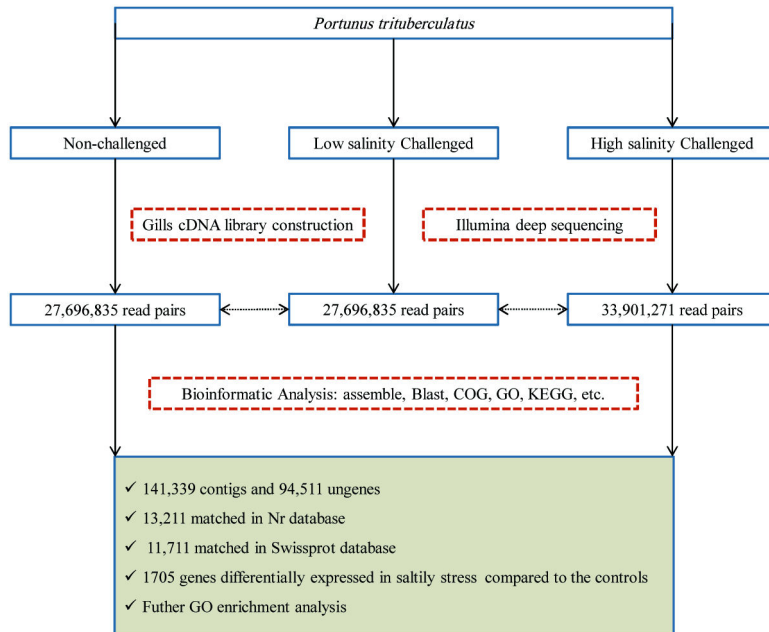 Portunus trituberculatus
Non-challenged
Low salinity Challenged
High salinity Challenged
Gills cDNA library construction
Illumina deep sequencing
27,696,835 read pairs
27,696,835 read pairs
33,901,271 read pairs
Bioinformatic Analysis: assemble, Blast, COG, GO, KEGG, etc.
✓ 141,339 contigs and 94,511 ungenes
✓ 13,211 matched in Nr database
✓ 11,711 matched in Swissprot database
✓ 1705 genes differentially expressed in saltily stress compared to the controls
✓ Futher GO enrichment analysis